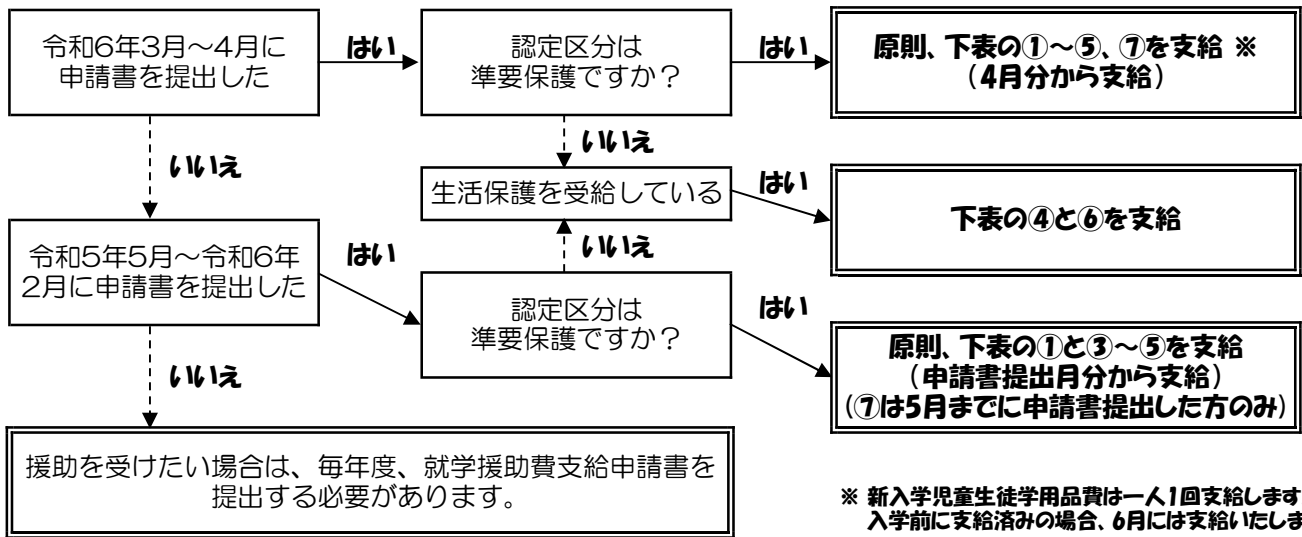 令和6年3月～4月に
申請書を提出した
はい
認定区分は
準要保護ですか？
はい
原則、下表の①～⑤、⑦を支給 ※
（4月分から支給）
いいえ
いいえ
生活保護を受給している
はい
下表の④と⑥を支給
令和5年5月～令和6年
2月に申請書を提出した
はい
いいえ
認定区分は
準要保護ですか？
はい
原則、下表の①と③～⑤を支給
（申請書提出月分から支給）
（⑦は5月までに申請書提出した方のみ）
いいえ
援助を受けたい場合は、毎年度、就学援助費支給申請書を
提出する必要があります。
※ 新入学児童生徒学用品費は一人1回支給します
入学前に支給済みの場合、6月には支給いたしま